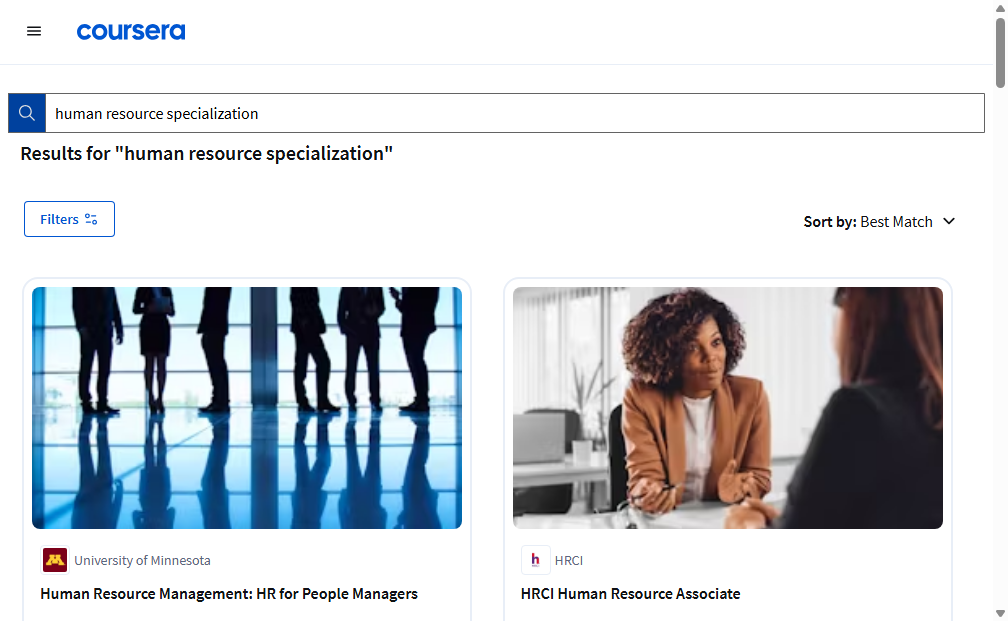 coursera
human resource specialization
Results for "human resource specialization"
Filters
Sort by: Best Match
University of Minnesota
Human Resource Management: HR for People Managers
h
HRCI
HRCI Human Resource Associate